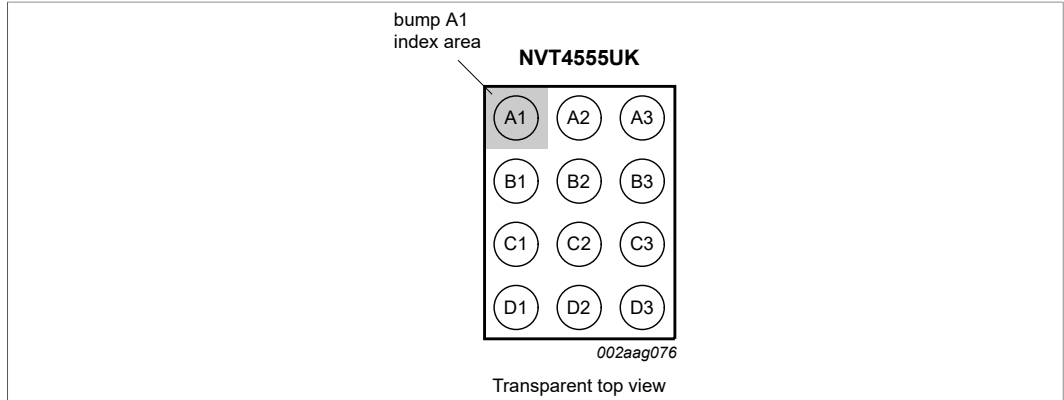 bump A1
index area
NVT4555UK
A1 A2 A3
B1 B2 B3
C1 C2 C3
D1 D2 D3
002aag076
Transparent top view